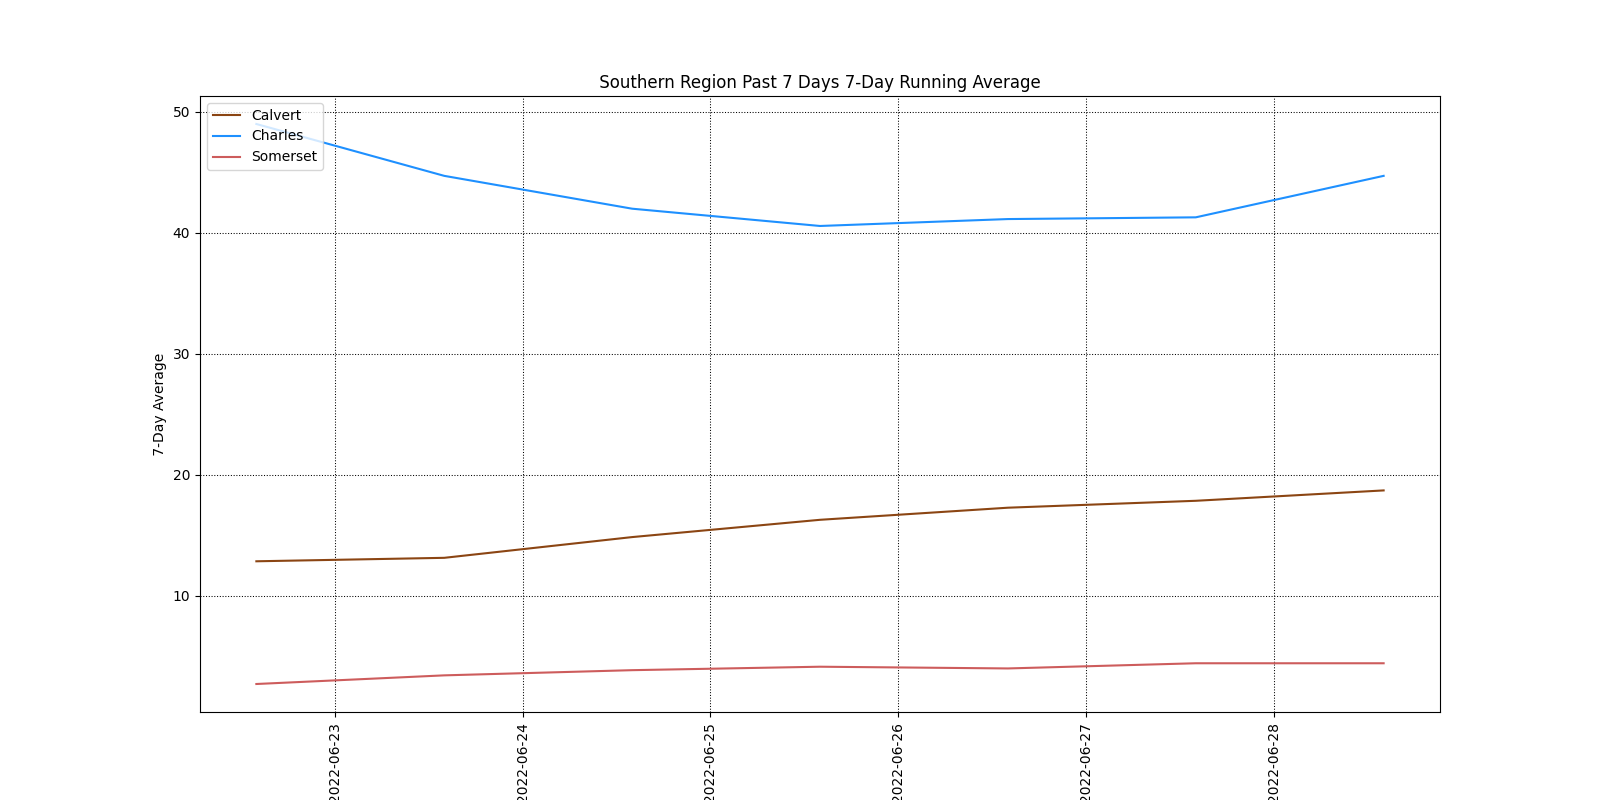 Southern Region Past 7 Days 7-Day Running Average
Calvert
Charles
Somerset
7-Day Average
50
40
30
20
10
2022-06-23
2022-06-24
2022-06-25
2022-06-26
2022-06-27
2022-06-28